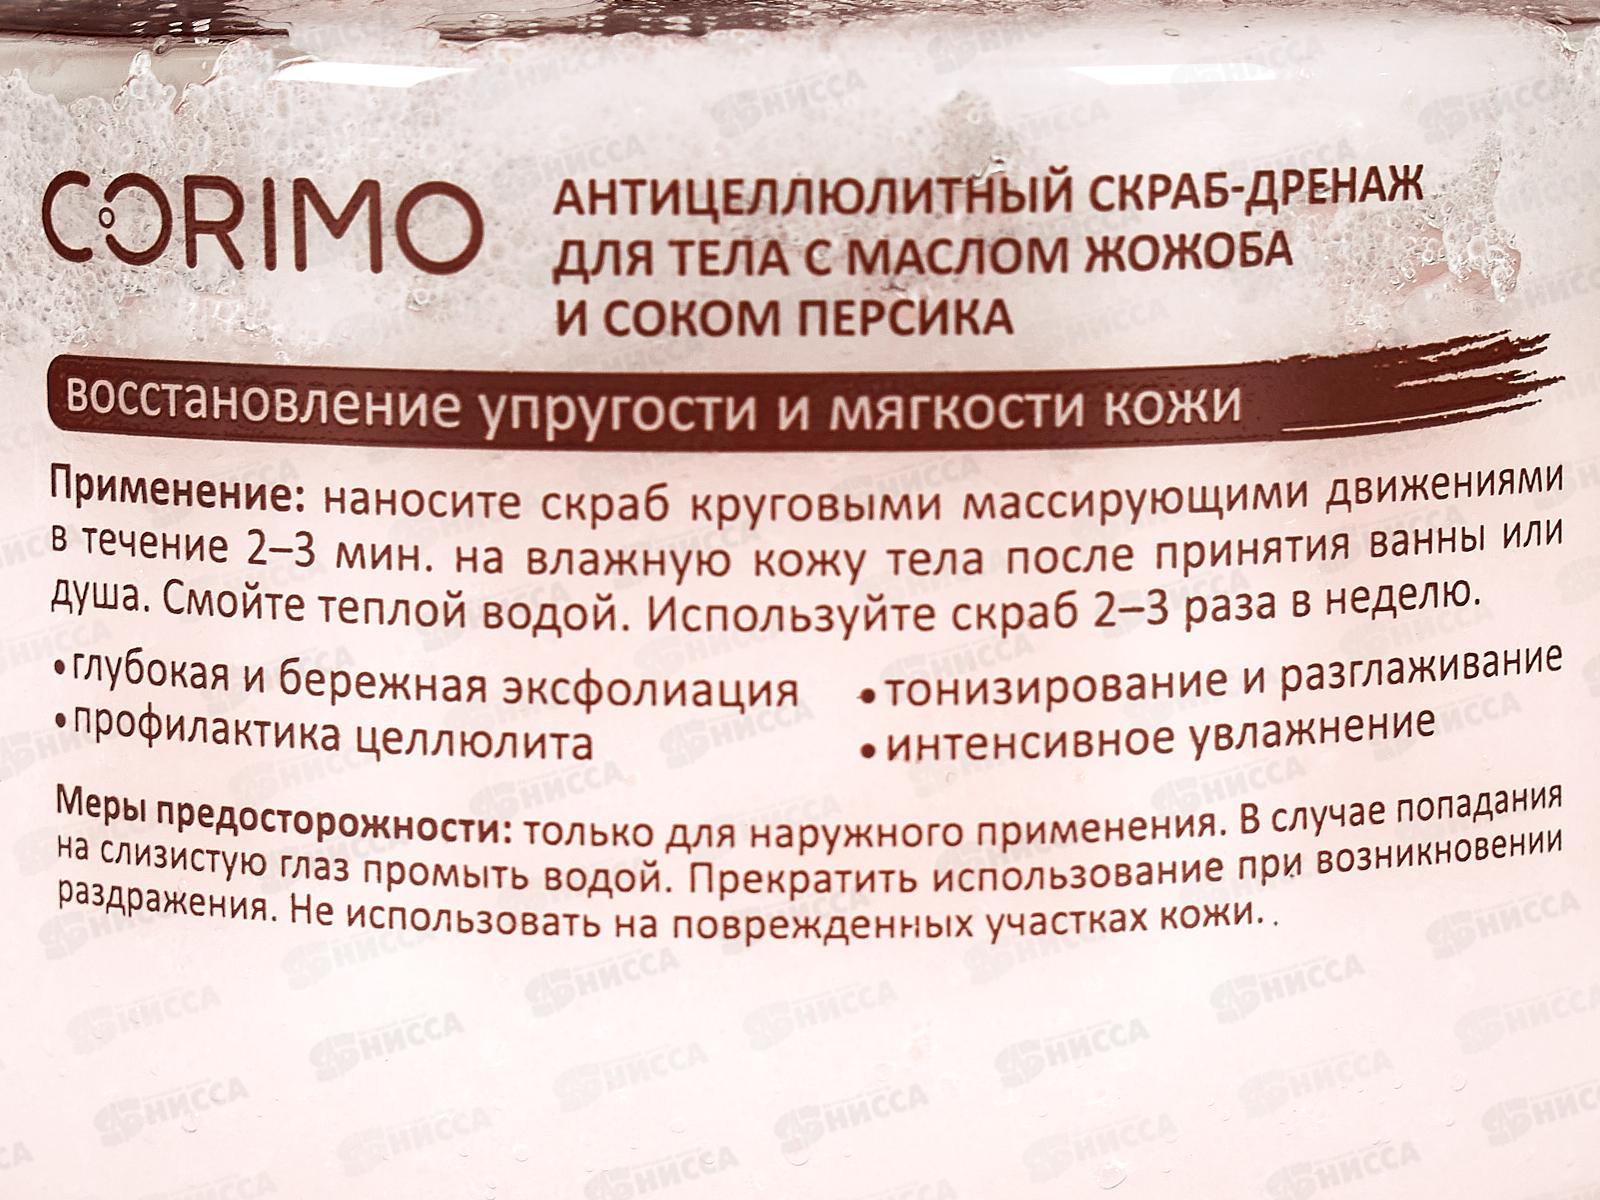 CORIMO
АНТИЦЕЛЛЮЛИТНЫЙ СКРАБ-ДРЕНАЖ
ДЛЯ ТЕЛА С МАСЛОМ ЖОЖОБА
И СОКОМ ПЕРСИКА
восстановление упругости и мягкости кожи
Применение: наносите скраб круговыми массирующими движениями
в течение 2–3 мин. на влажную кожу тела после принятия ванны или
душа. Смойте теплой водой. Используйте скраб 2–3 раза в неделю.
•глубокая и бережная эксфолиация
•профилактика целлюлита
•тонизирование и разглаживание
•интенсивное увлажнение
Меры предосторожности: только для наружного применения. В случае попадания
на слизистую глаз промыть водой. Прекратить использование при возникновении
раздражения. Не использовать на поврежденных участках кожи.
НИССА